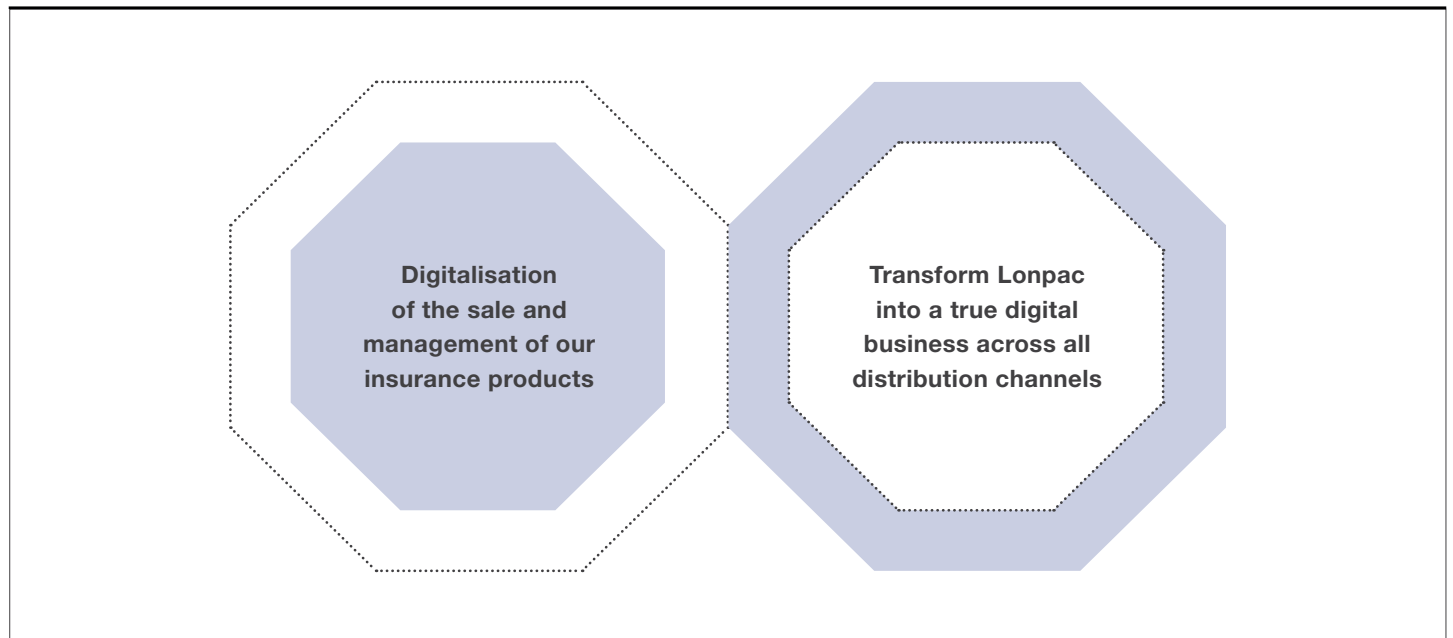 Digitalisation
of the sale and
management of our
insurance products
Transform Lonpac
into a true digital
business across all
distribution channels